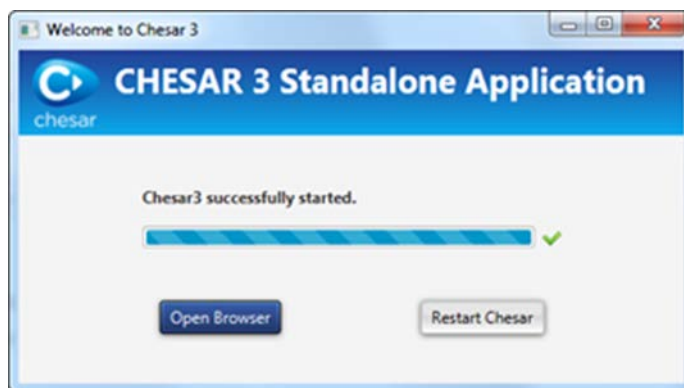 Welcome to Chesar 3
CHESAR 3 Standalone Application
chesar
Chesar3 successfully started.
Open Browser
Restart Chesar